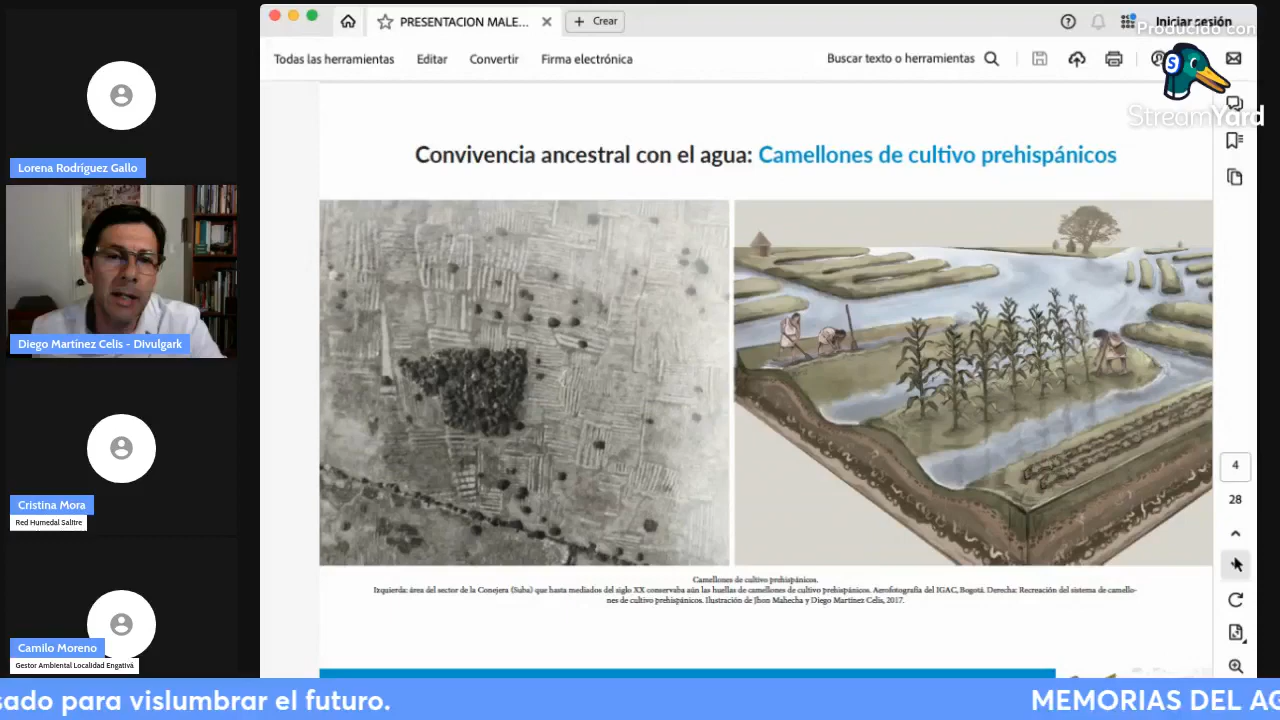 Lorena Rodríguez Gallo
Diego Martínez Celis - Divulgark
Cristina Mora
Red Humedal Salitre
Camilo Moreno
Gestor Ambiental Localidad Engativá
PRESENTACION MALE...
Crear
Iniciar sesión
Producido con
StreamYard
Todas las herramientas
Editar
Convertir
Firma electrónica
Buscar texto o herramientas
Convivencia ancestral con el agua: Camellones de cultivo prehispánicos
Camellones de cultivo prehispánicos.
Izquierda: área del sector de la Conejera (Suba) que hasta mediados del siglo XX conservaba aún las huellas de camellones de cultivo prehispánicos. Aerofotografía del IGAC, Bogotá. Derecha: Recreación del sistema de camello-
nes de cultivo prehispánicos. Ilustración de Jhon Mahecha y Diego Martínez Celis, 2017.
4
28
sado para vislumbrar el futuro.
MEMORIAS DEL AG